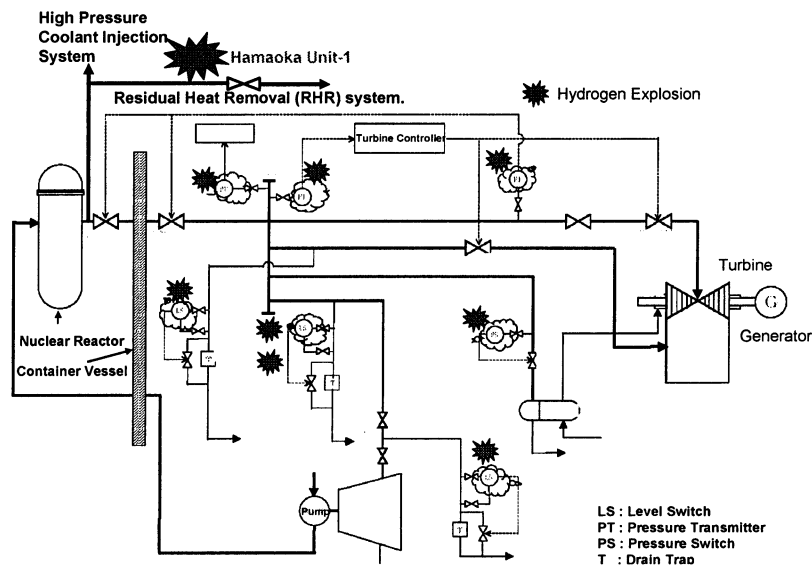 High Pressure
Coolant Injection
System
Hamaoka Unit-1
Residual Heat Removal (RHR) system.
Hydrogen Explosion
Turbine Controller
PT
PT
Turbine
G
Generator
Nuclear Reactor
Container Vessel
LS
LS
PS
T
T
LS
Pump
T
LS : Level Switch
PT : Pressure Transmitter
PS : Pressure Switch
T : Drain Trap